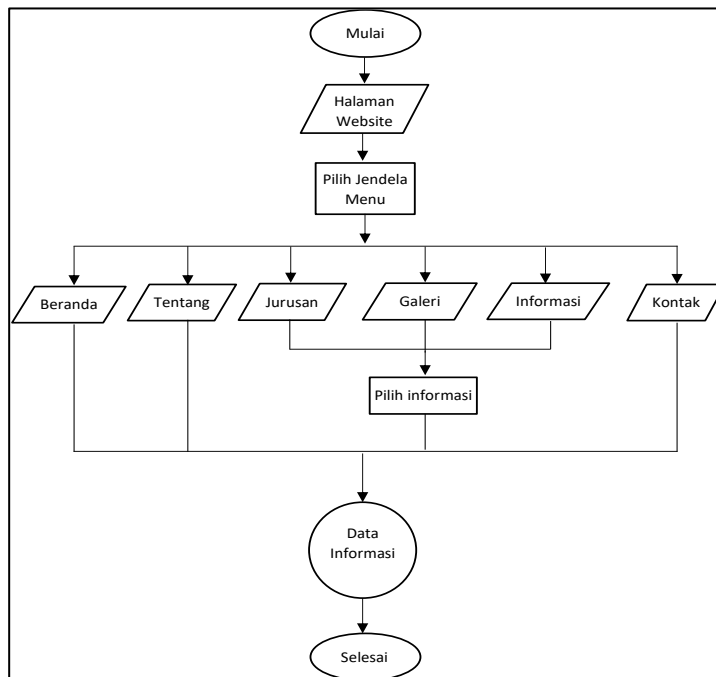 Mulai
Halaman
Website
Pilih Jendela
Menu
Beranda
Tentang
Jurusan
Galeri
Informasi
Kontak
Pilih informasi
Data
Informasi
Selesai